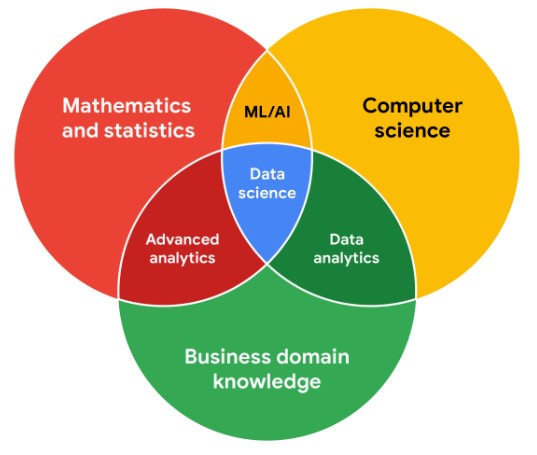 Mathematics
and statistics
Computer
science
ML/AI
Data
science
Advanced
analytics
Data
analytics
Business domain
knowledge